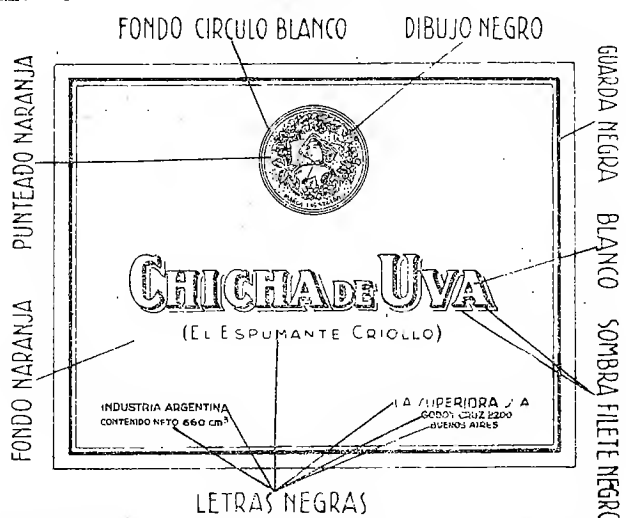 FONDO CIRCULO BLANCO
DIBUJO NEGRO
PUNTEADO NARANJA
GUARDA NEGRA
CHICHA DE UVA
BLANCO
(EL ESPUMANTE CRIOLLO)
FONDO NARANJA
SOMBRA FILETE NEGRO
INDUSTRIA ARGENTINA
CONTENIDO NETO 660 cm³
LA SUPERIORA S A
GODOY CRUZ 2200
BUENOS AIRES
LETRAS NEGRAS